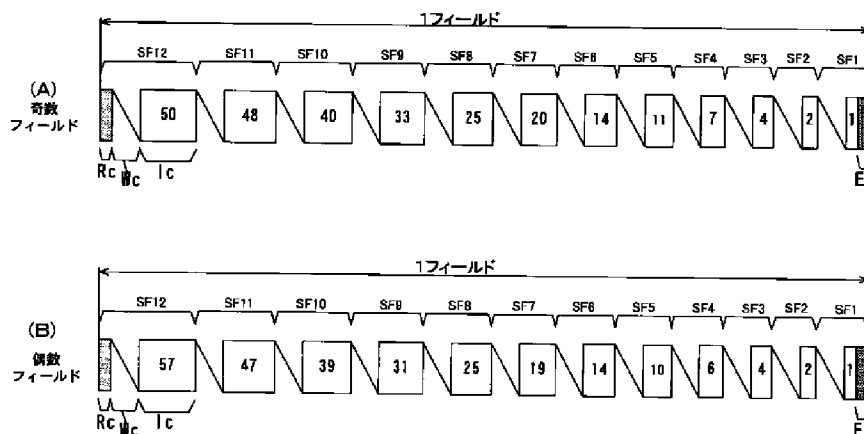 1フィールド
SF12 SF11 SF10 SF9 SF8 SF7 SF6 SF5 SF4 SF3 SF2 SF1
(A)
奇数
フィールド
50 48 40 33 25 20 14 11 7 4 2 1
Rc Wc Ic E
1フィールド
SF12 SF11 SF10 SF9 SF8 SF7 SF6 SF5 SF4 SF3 SF2 SF1
(B)
偶数
フィールド
57 47 39 31 25 19 14 10 6 4 2 1
Rc Wc Ic E